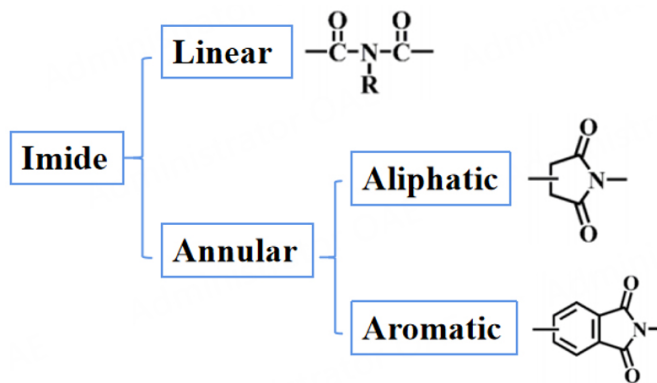 Linear
O O
C N C
R
Imide
Aliphatic
O
N
O
Annular
Aromatic
O
N
O